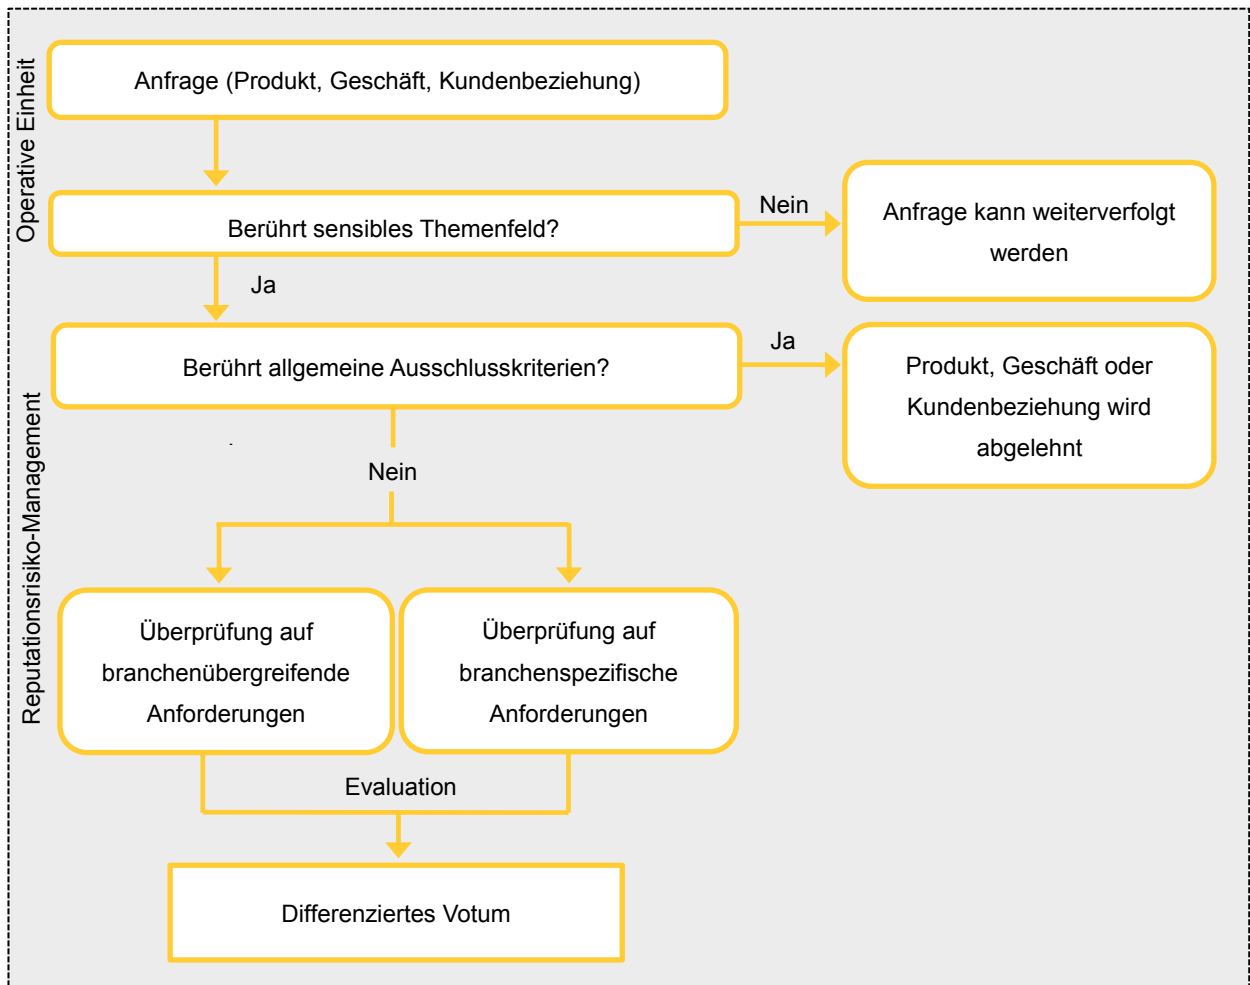 Operative Einheit
Anfrage (Produkt, Geschäft, Kundenbeziehung)
Berührt sensibles Themenfeld?
Nein
Anfrage kann weiterverfolgt
werden
Ja
Reputationsrisiko-Management
Berührt allgemeine Ausschlusskriterien?
Ja
Produkt, Geschäft oder
Kundenbeziehung wird
abgelehnt
Nein
Überprüfung auf
branchenübergreifende
Anforderungen
Überprüfung auf
branchenspezifische
Anforderungen
Evaluation
Differenziertes Votum